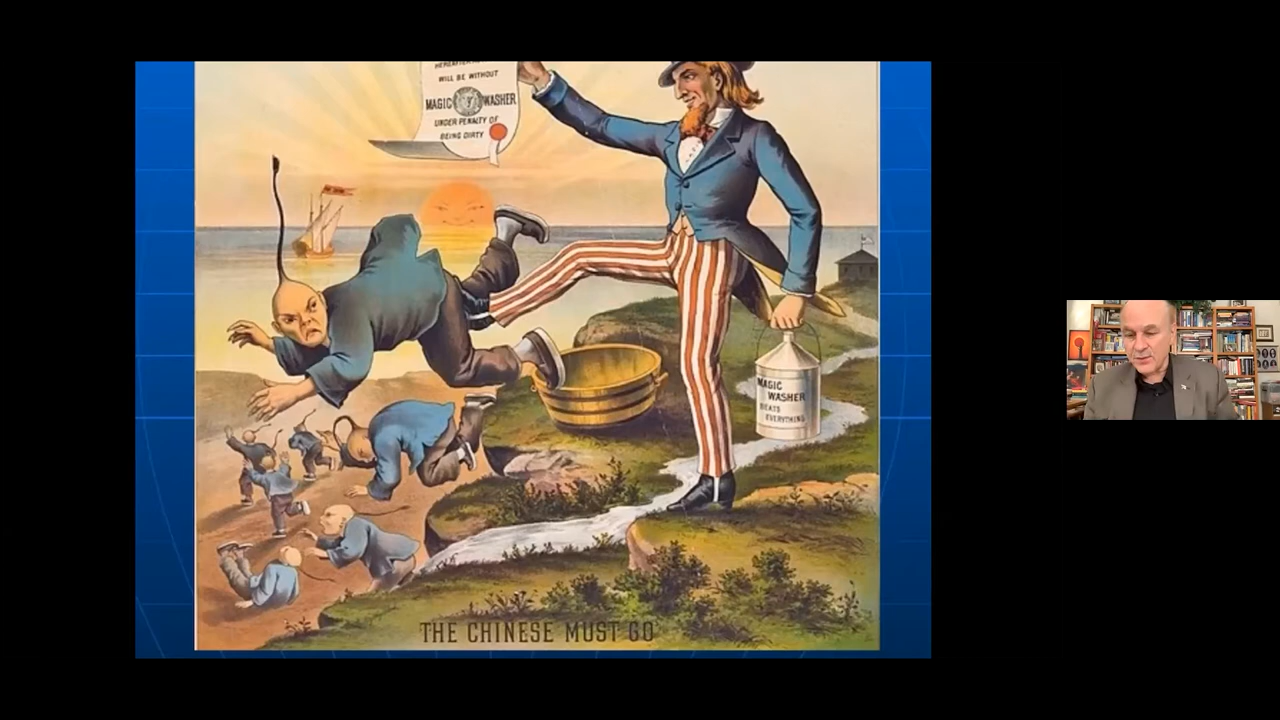 WILL BE WITHOUT
MAGIC WASHER
UNDER PENALTY OF
BEING DIRTY
MAGIC
WASHER
BEATS
EVERYTHING
THE CHINESE MUST GO